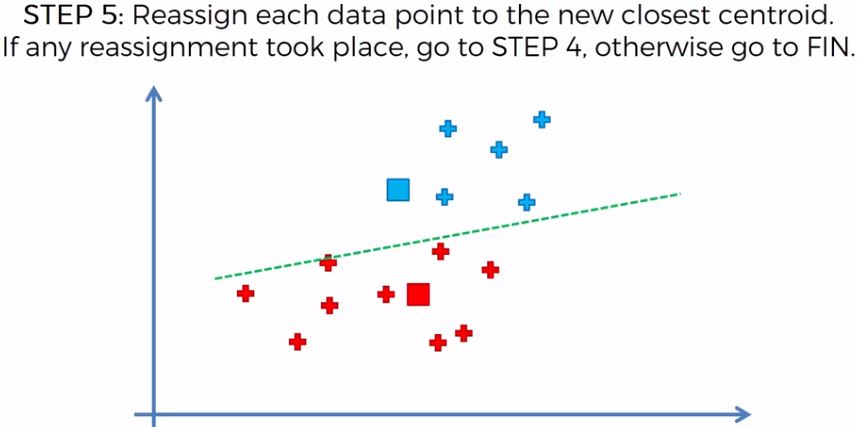 STEP 5: Reassign each data point to the new closest centroid.
If any reassignment took place, go to STEP 4, otherwise go to FIN.